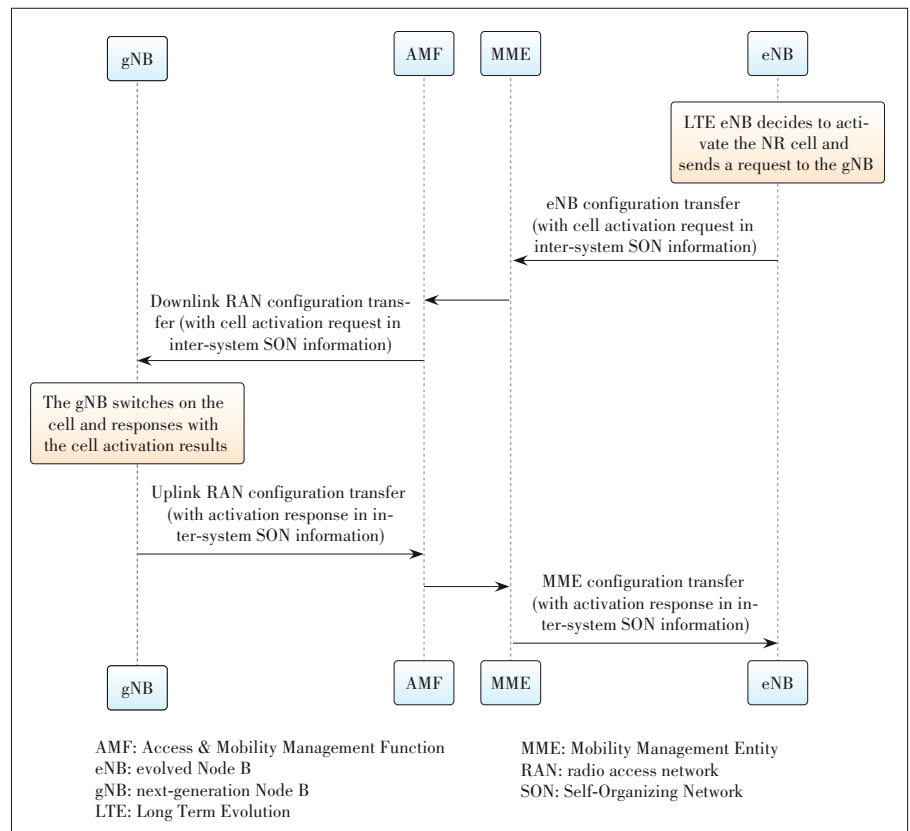 gNB
AMF
MME
eNB
LTE eNB decides to acti-
vate the NR cell and
sends a request to the gNB
eNB configuration transfer
(with cell activation request in
inter-system SON information)
Downlink RAN configuration trans-
fer (with cell activation request in
inter-system SON information)
The gNB switches on the
cell and responses with
the cell activation results
Uplink RAN configuration transfer
(with activation response in in-
ter-system SON information)
MME configuration transfer
(with activation response in in-
ter-system SON information)
gNB
AMF
MME
eNB
AMF: Access & Mobility Management Function
eNB: evolved Node B
gNB: next-generation Node B
LTE: Long Term Evolution
MME: Mobility Management Entity
RAN: radio access network
SON: Self-Organizing Network